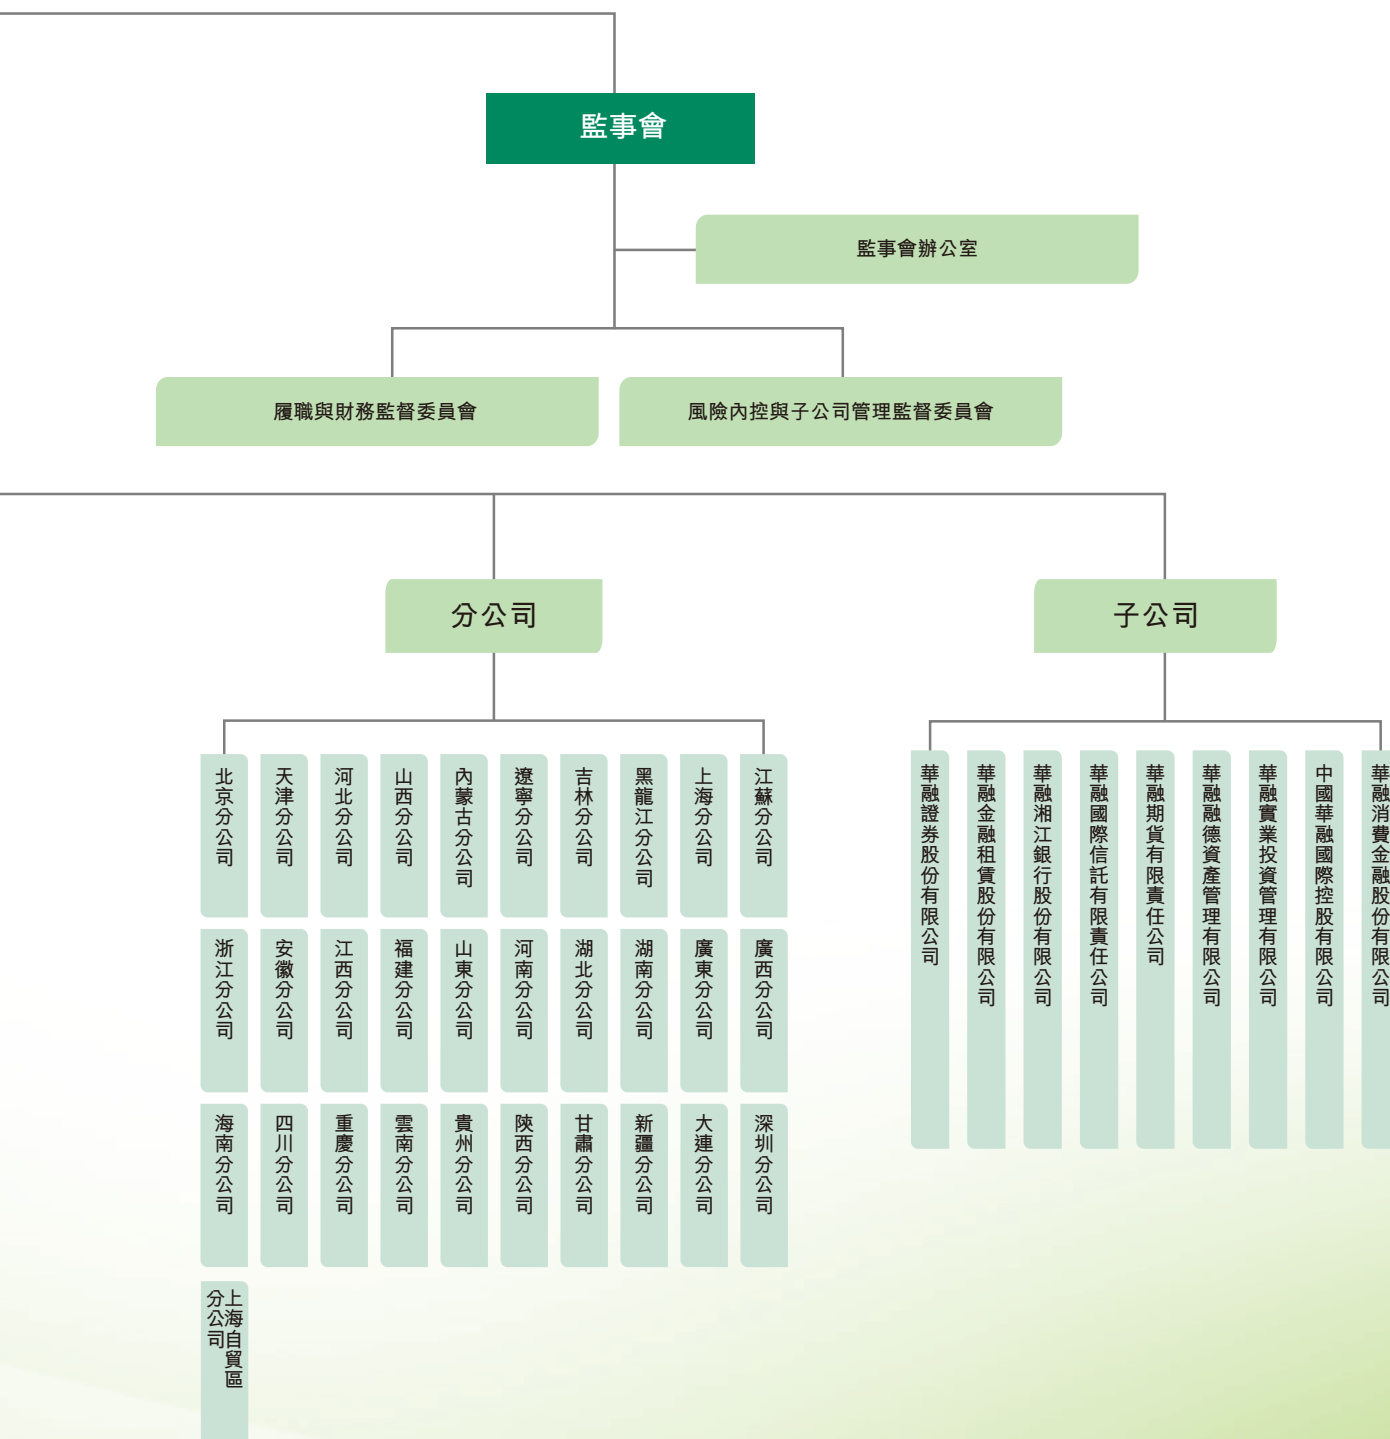 監事會
監事會辦公室
履職與財務監督委員會
風險內控與子公司管理監督委員會
分公司
子公司
北京分公司
天津分公司
河北分公司
山西分公司
內蒙古分公司
遼寧分公司
吉林分公司
黑龍江分公司
上海分公司
江蘇分公司
浙江分公司
安徽分公司
江西分公司
福建分公司
山東分公司
河南分公司
湖北分公司
湖南分公司
廣東分公司
廣西分公司
海南分公司
四川分公司
重慶分公司
雲南分公司
貴州分公司
陝西分公司
甘肅分公司
新疆分公司
大連分公司
深圳分公司
上海自貿區
分公司
華融證券股份有限公司
華融金融租賃股份有限公司
華融湘江銀行股份有限公司
華融國際信託有限責任公司
華融期貨有限責任公司
華融融德資產管理有限公司
華融實業投資管理有限公司
中國華融國際控股有限公司
華融消費金融股份有限公司